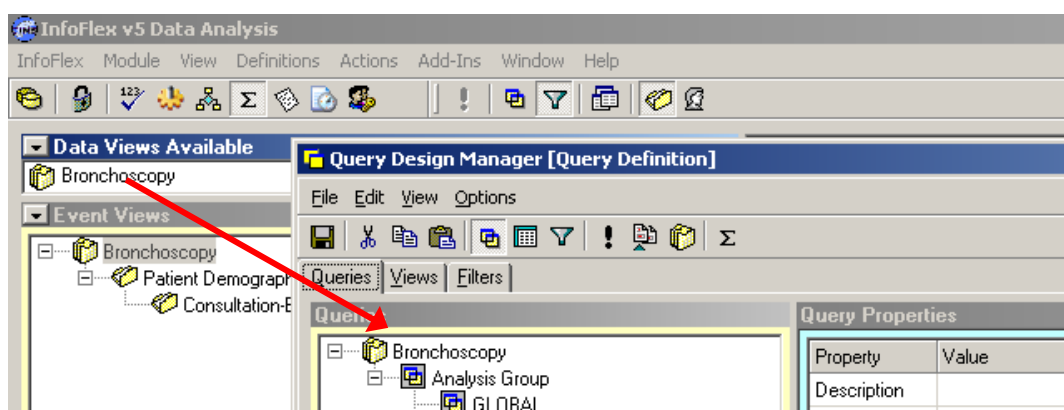 InfoFlex v5 Data Analysis
InfoFlex Module View Definitions Actions Add-Ins Window Help
123
Σ
Data Views Available
Bronchoscopy
Event Views
Bronchoscopy
Patient Demograph
Consultation-E
Query Design Manager [Query Definition]
File Edit View Options
Σ
Queries Views Filters
Queries
Bronchoscopy
Analysis Group
GLOBAL
Query Properties
Property Value
Description